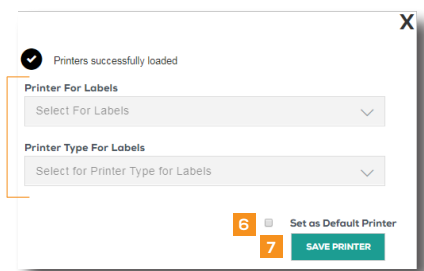 X
Printers successfully loaded
Printer For Labels
Select For Labels
Printer Type For Labels
Select for Printer Type for Labels
6 Set as Default Printer
7 SAVE PRINTER